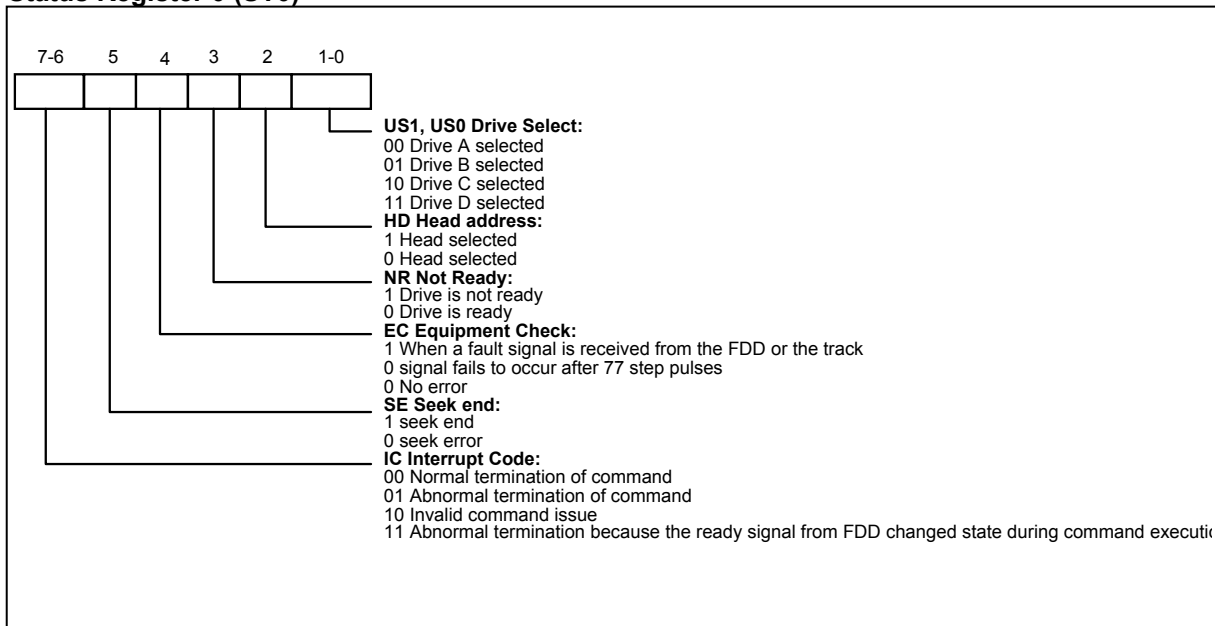 7-6 5 4 3 2 1-0
US1, US0 Drive Select:
00 Drive A selected
01 Drive B selected
10 Drive C selected
11 Drive D selected
HD Head address:
1 Head selected
0 Head selected
NR Not Ready:
1 Drive is not ready
0 Drive is ready
EC Equipment Check:
1 When a fault signal is received from the FDD or the track
0 signal fails to occur after 77 step pulses
0 No error
SE Seek end:
1 seek end
0 seek error
IC Interrupt Code:
00 Normal termination of command
01 Abnormal termination of command
10 Invalid command issue
11 Abnormal termination because the ready signal from FDD changed state during command